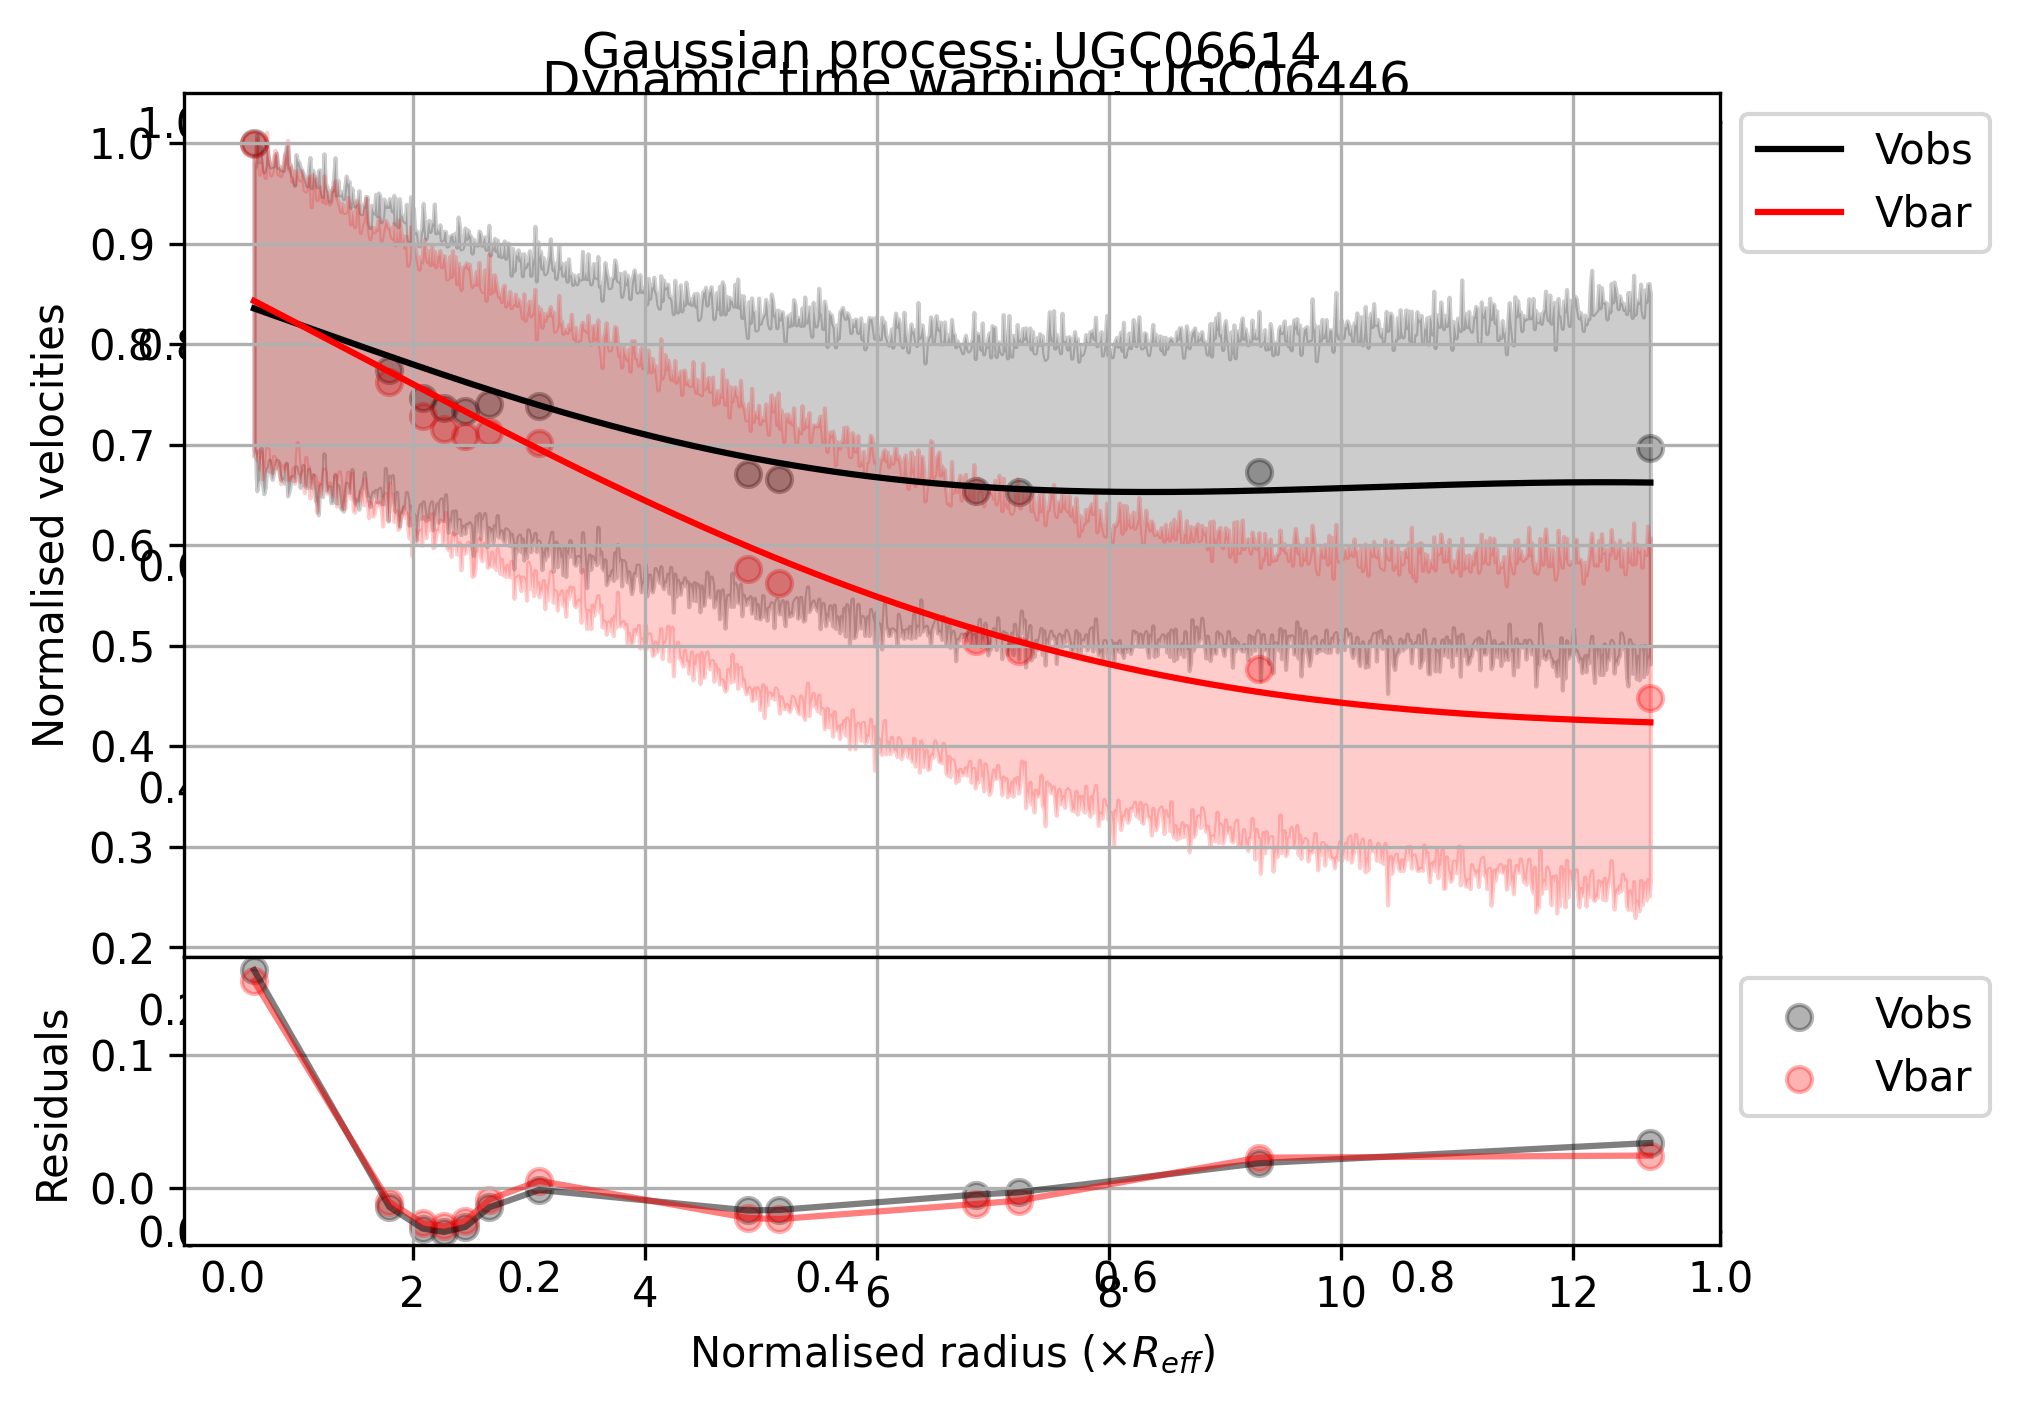 Gaussian process: UGC06614
Dynamic time warping: UGC06446
Normalised velocities
1.0
0.9
0.8
0.7
0.6
0.5
0.4
0.3
0.2
Vobs
Vbar
Residuals
0.1
0.0
Vobs
Vbar
0.0 0.2 0.4 0.6 0.8 1.0
2 4 6 8 10 12
Normalised radius (×R_eff)